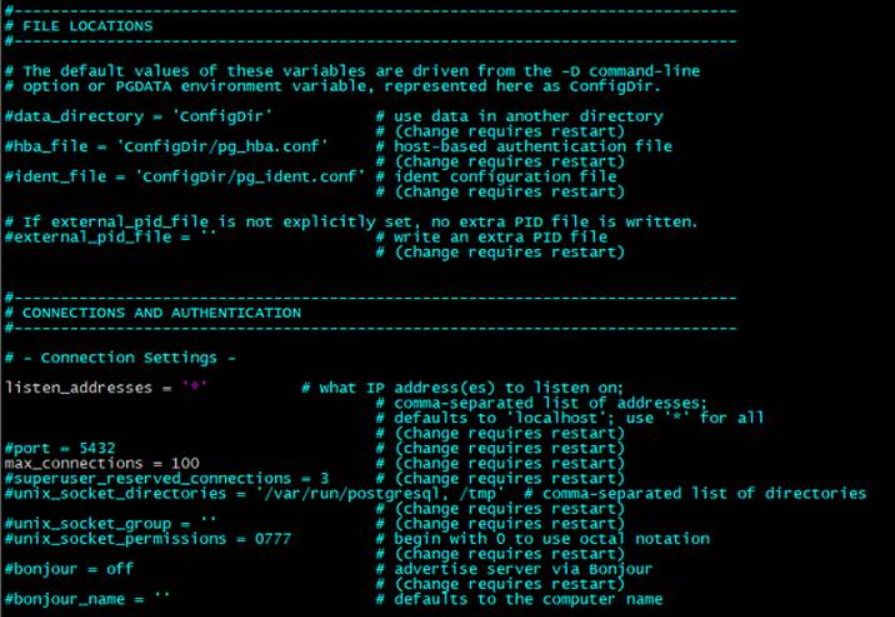 #------------------------------------------------------------------------------
# FILE LOCATIONS
#------------------------------------------------------------------------------
# The default values of these variables are driven from the -D command-line
# option or PGDATA environment variable, represented here as ConfigDir.
#data_directory = 'ConfigDir' # use data in another directory
# (change requires restart)
#hba_file = 'ConfigDir/pg_hba.conf' # host-based authentication file
# (change requires restart)
#ident_file = 'ConfigDir/pg_ident.conf' # ident configuration file
# (change requires restart)
# If external_pid_file is not explicitly set, no extra PID file is written.
#external_pid_file = '' # write an extra PID file
# (change requires restart)
#------------------------------------------------------------------------------
# CONNECTIONS AND AUTHENTICATION
#------------------------------------------------------------------------------
# - Connection Settings -
listen_addresses = '*' # what IP address(es) to listen on;
# comma-separated list of addresses;
# defaults to 'localhost'; use '*' for all
# (change requires restart)
#port = 5432 # (change requires restart)
max_connections = 100 # (change requires restart)
#superuser_reserved_connections = 3 # (change requires restart)
#unix_socket_directories = '/var/run/postgresql, /tmp' # comma-separated list of directories
# (change requires restart)
#unix_socket_group = '' # (change requires restart)
#unix_socket_permissions = 0777 # begin with 0 to use octal notation
# (change requires restart)
#bonjour = off # advertise server via Bonjour
# (change requires restart)
#bonjour_name = '' # defaults to the computer name